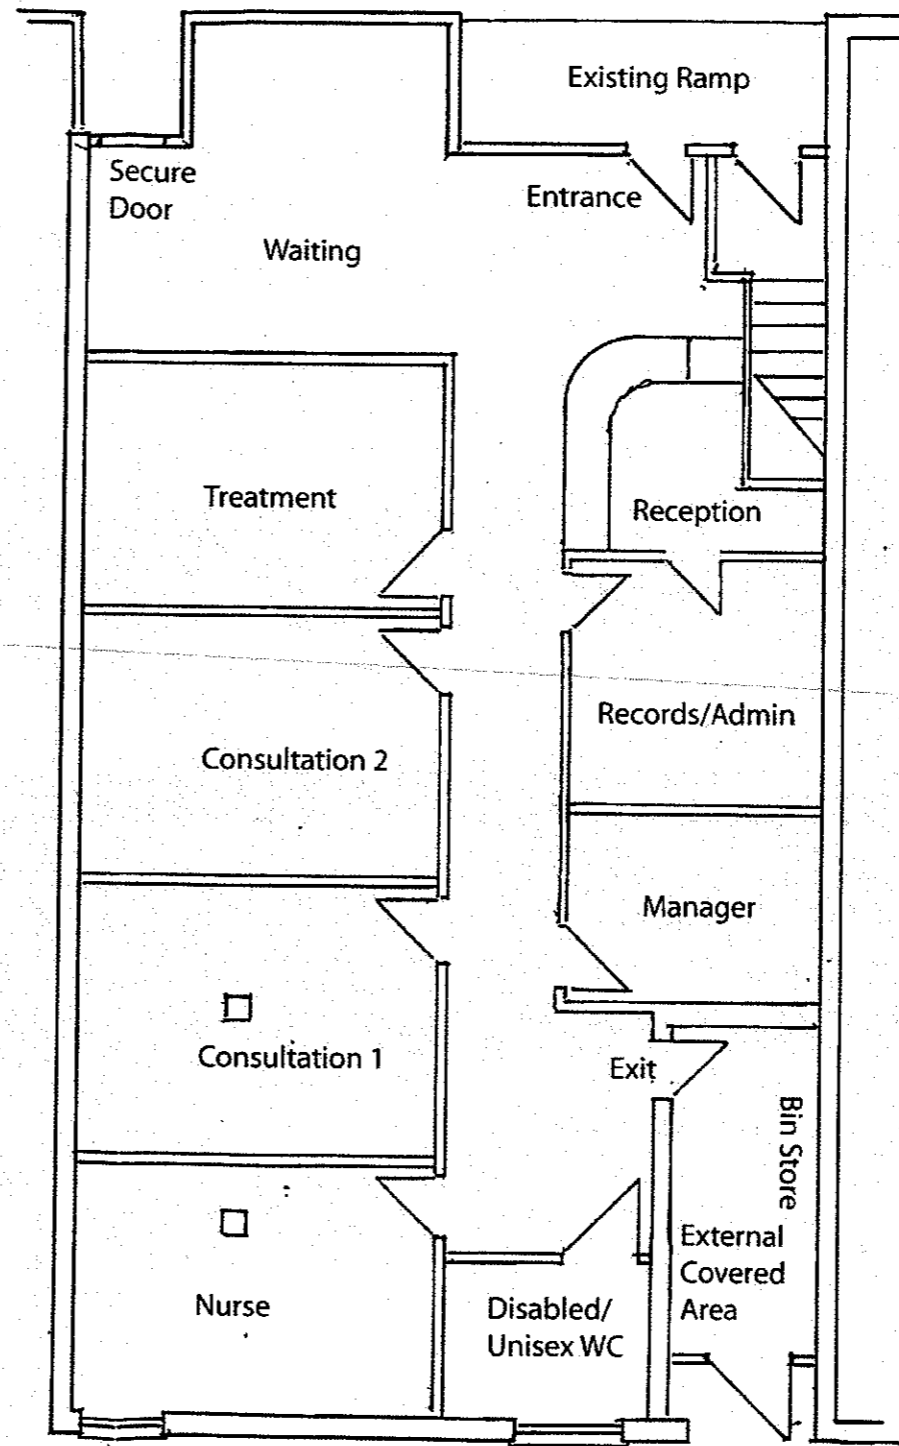 Existing Ramp
Secure
Door
Entrance
Waiting
Treatment
Reception
Records/Admin
Consultation 2
Manager
Consultation 1
Exit
Bin Store
External
Covered
Area
Nurse
Disabled/
Unisex WC